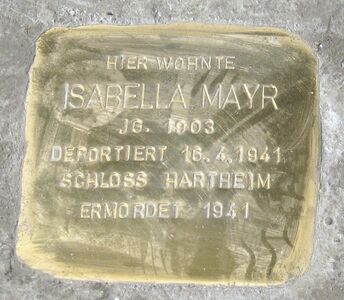 HIER WOHNTE
ISABELLA MAYR
JG. 1903
DEPORTIERT 16.4.1941
SCHLOSS HARTHEIM
ERMORDET 1941